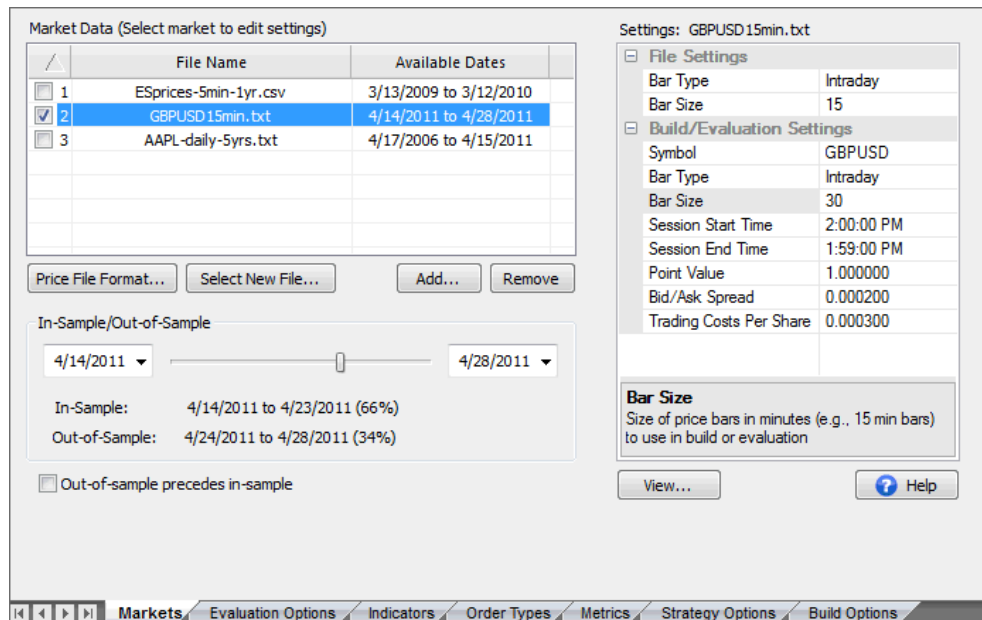 Market Data (Select market to edit settings)
File Name Available Dates
1 ESprices-5min-1yr.csv 3/13/2009 to 3/12/2010
2 GBPUSD15min.txt 4/14/2011 to 4/28/2011
3 AAPL-daily-5yrs.txt 4/17/2006 to 4/15/2011
Price File Format... Select New File... Add... Remove
In-Sample/Out-of-Sample
4/14/2011 4/28/2011
In-Sample: 4/14/2011 to 4/23/2011 (66%)
Out-of-Sample: 4/24/2011 to 4/28/2011 (34%)
Out-of-sample precedes in-sample
Settings: GBPUSD15min.txt
File Settings
Bar Type Intraday
Bar Size 15
Build/Evaluation Settings
Symbol GBPUSD
Bar Type Intraday
Bar Size 30
Session Start Time 2:00:00 PM
Session End Time 1:59:00 PM
Point Value 1.000000
Bid/Ask Spread 0.000200
Trading Costs Per Share 0.000300
Bar Size
Size of price bars in minutes (e.g., 15 min bars)
to use in build or evaluation
View... Help
Markets Evaluation Options Indicators Order Types Metrics Strategy Options Build Options